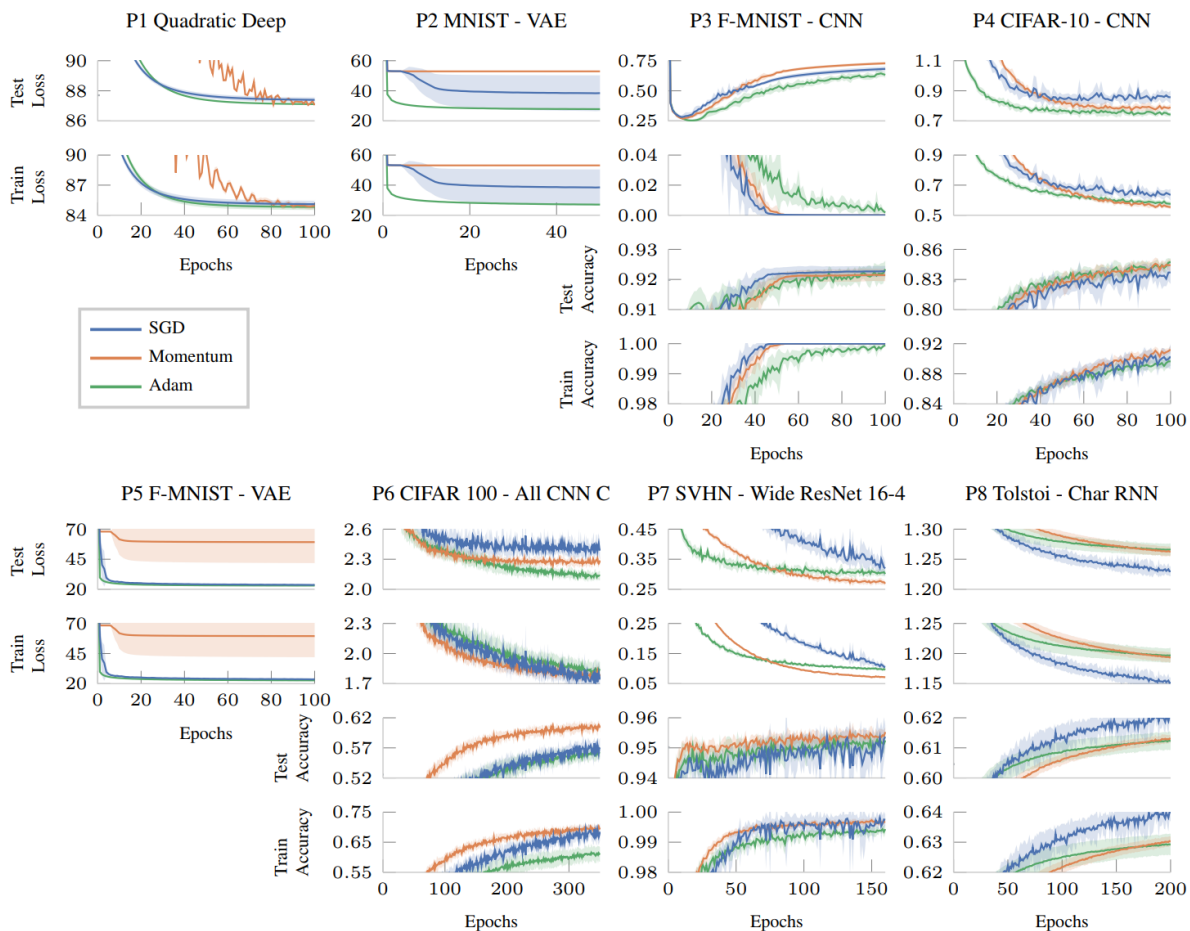 P1 Quadratic Deep
P2 MNIST - VAE
P3 F-MNIST - CNN
P4 CIFAR-10 - CNN
Test
Loss
90
88
86
60
40
20
0.75
0.50
0.25
1.1
0.9
0.7
Train
Loss
90
87
84
0 20 40 60 80 100
Epochs
60
40
20
0 20 40
Epochs
0.04
0.02
0.00
0.9
0.7
0.5
Test
Accuracy
0.93
0.92
0.91
0.86
0.83
0.80
SGD
Momentum
Adam
Train
Accuracy
1.00
0.99
0.98
0 20 40 60 80 100
Epochs
0.92
0.88
0.84
0 20 40 60 80 100
Epochs
P5 F-MNIST - VAE
P6 CIFAR 100 - All CNN C
P7 SVHN - Wide ResNet 16-4
P8 Tolstoi - Char RNN
Test
Loss
70
45
20
2.6
2.3
2.0
0.45
0.35
0.25
1.30
1.25
1.20
Train
Loss
70
45
20
0 20 40 60 80 100
Epochs
2.3
2.0
1.7
0.25
0.15
0.05
1.25
1.20
1.15
Test
Accuracy
0.62
0.57
0.52
0.96
0.95
0.94
0.62
0.61
0.60
Train
Accuracy
0.75
0.65
0.55
0 100 200 300
Epochs
1.00
0.99
0.98
0 50 100 150
Epochs
0.64
0.63
0.62
0 50 100 150 200
Epochs